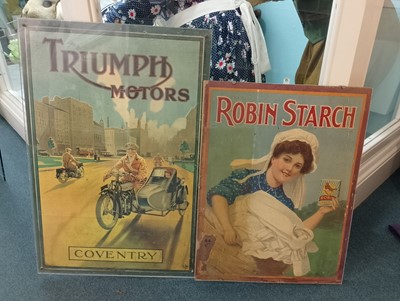 TRIUMPH
MOTORS
COVENTRY
ROBIN STARCH